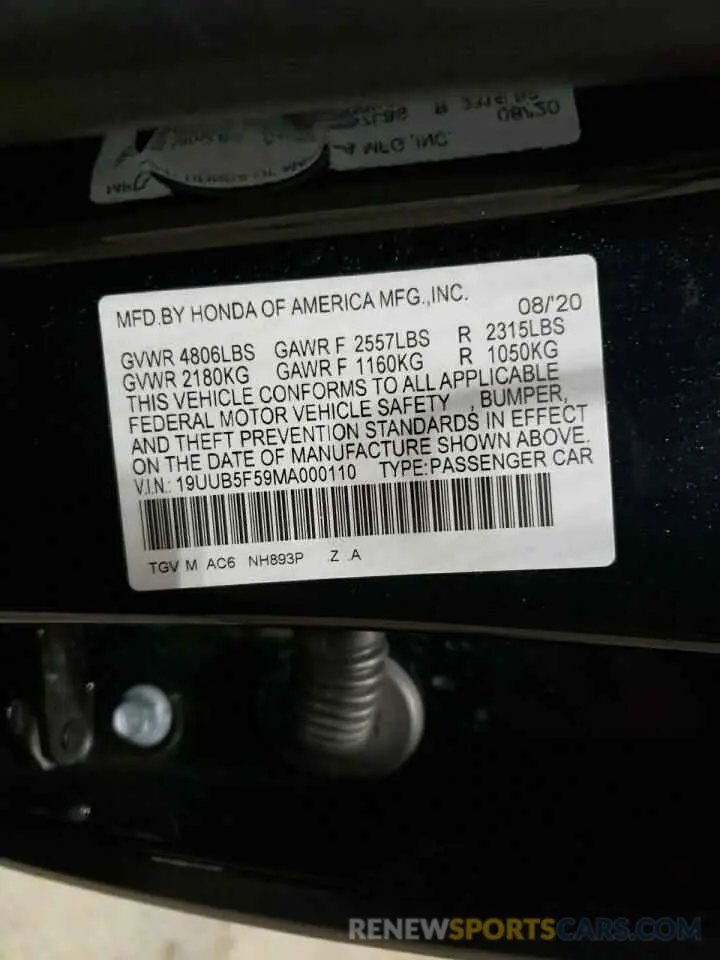 08/'20
MFD.BY HONDA OF AMERICA MFG.,INC. 08/'20
GVWR 4806LBS GAWR F 2557LBS R 2315LBS
GVWR 2180KG GAWR F 1160KG R 1050KG
THIS VEHICLE CONFORMS TO ALL APPLICABLE
FEDERAL MOTOR VEHICLE SAFETY , BUMPER,
AND THEFT PREVENTION STANDARDS IN EFFECT
ON THE DATE OF MANUFACTURE SHOWN ABOVE.
V.I.N.: 19UUB5F59MA000110 TYPE:PASSENGER CAR
TGV M AC6 NH893P .Z .A
RENEWSPORTSCARS.COM